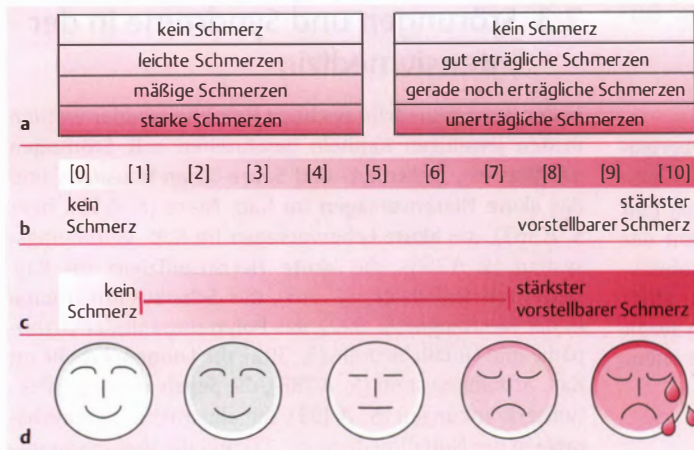 kein Schmerz
leichte Schmerzen
mäßige Schmerzen
starke Schmerzen
kein Schmerz
gut erträgliche Schmerzen
gerade noch erträgliche Schmerzen
unerträgliche Schmerzen
a
[0] [1] [2] [3] [4] [5] [6] [7] [8] [9] [10]
kein
Schmerz
stärkster
vorstellbarer Schmerz
b
kein
Schmerz
stärkster
vorstellbarer Schmerz
c
d